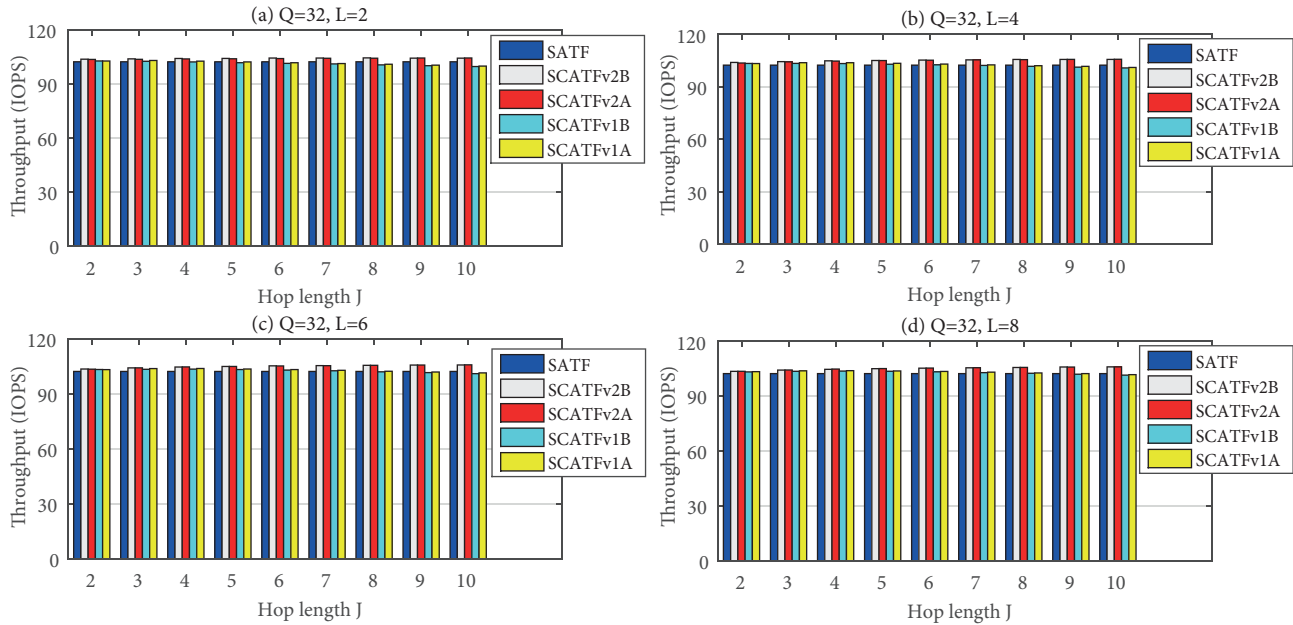 (a) Q=32, L=2
Throughput (IOPS)
120
90
60
30
0
2 3 4 5 6 7 8 9 10
Hop length J
SATF
SCATFv2B
SCATFv2A
SCATFv1B
SCATFv1A
(b) Q=32, L=4
Throughput (IOPS)
120
90
60
30
0
2 3 4 5 6 7 8 9 10
Hop length J
SATF
SCATFv2B
SCATFv2A
SCATFv1B
SCATFv1A
(c) Q=32, L=6
Throughput (IOPS)
120
90
60
30
0
2 3 4 5 6 7 8 9 10
Hop length J
SATF
SCATFv2B
SCATFv2A
SCATFv1B
SCATFv1A
(d) Q=32, L=8
Throughput (IOPS)
120
90
60
30
0
2 3 4 5 6 7 8 9 10
Hop length J
SATF
SCATFv2B
SCATFv2A
SCATFv1B
SCATFv1A